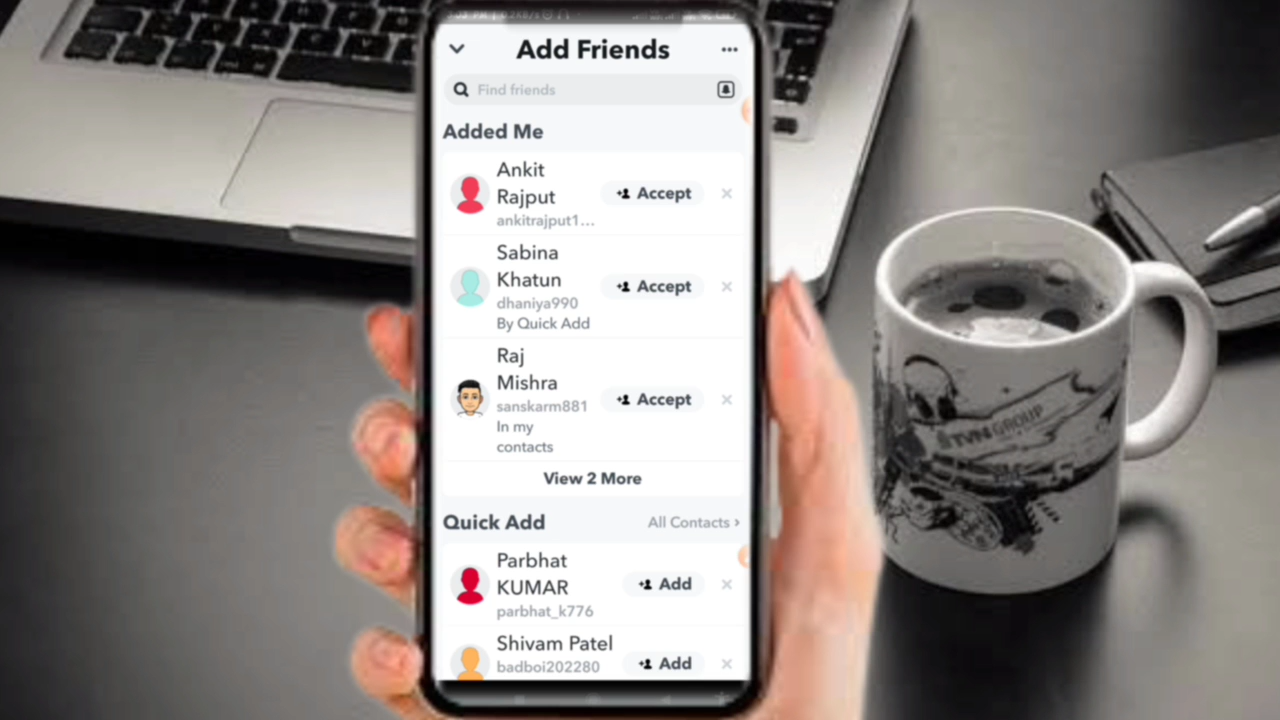 Add Friends
Find friends
Added Me
Ankit
Rajput
ankitrajput1...
Accept
Sabina
Khatun
dhaniya990
By Quick Add
Accept
Raj
Mishra
sanskarm881
In my
contacts
Accept
View 2 More
Quick Add
All Contacts ›
Parbhat
KUMAR
parbhat_k776
Add
Shivam Patel
badboi202280
Add
TVN GROUP